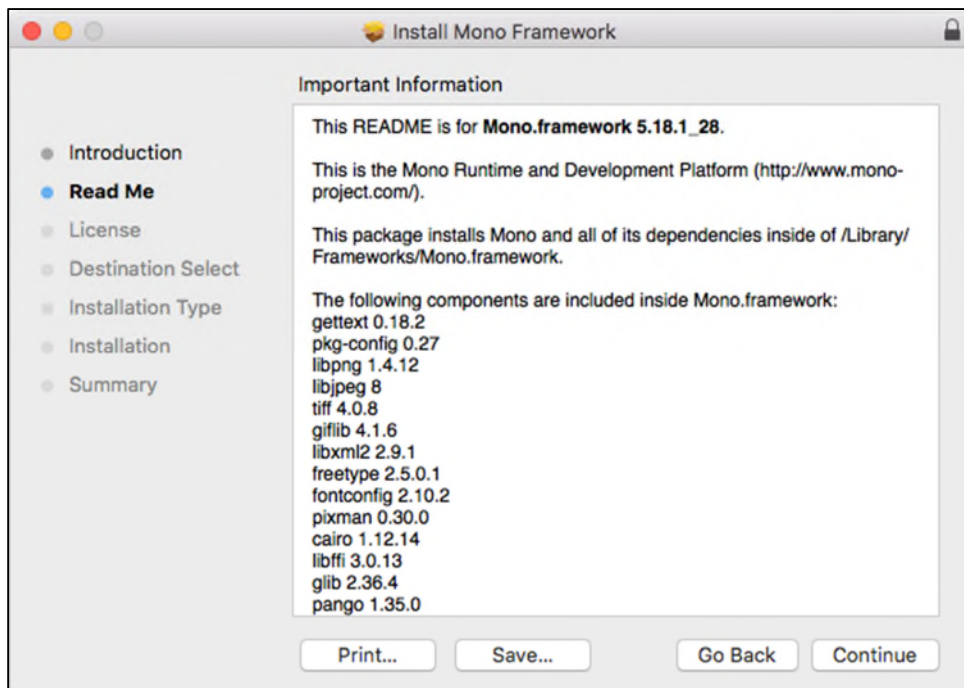 Install Mono Framework
Important Information
Introduction
Read Me
License
Destination Select
Installation Type
Installation
Summary
This README is for Mono.framework 5.18.1_28.
This is the Mono Runtime and Development Platform (http://www.mono-
project.com/).
This package installs Mono and all of its dependencies inside of /Library/
Frameworks/Mono.framework.
The following components are included inside Mono.framework:
gettext 0.18.2
pkg-config 0.27
libpng 1.4.12
libjpeg 8
tiff 4.0.8
giflib 4.1.6
libxml2 2.9.1
freetype 2.5.0.1
fontconfig 2.10.2
pixman 0.30.0
cairo 1.12.14
libffi 3.0.13
glib 2.36.4
pango 1.35.0
Print...
Save...
Go Back
Continue